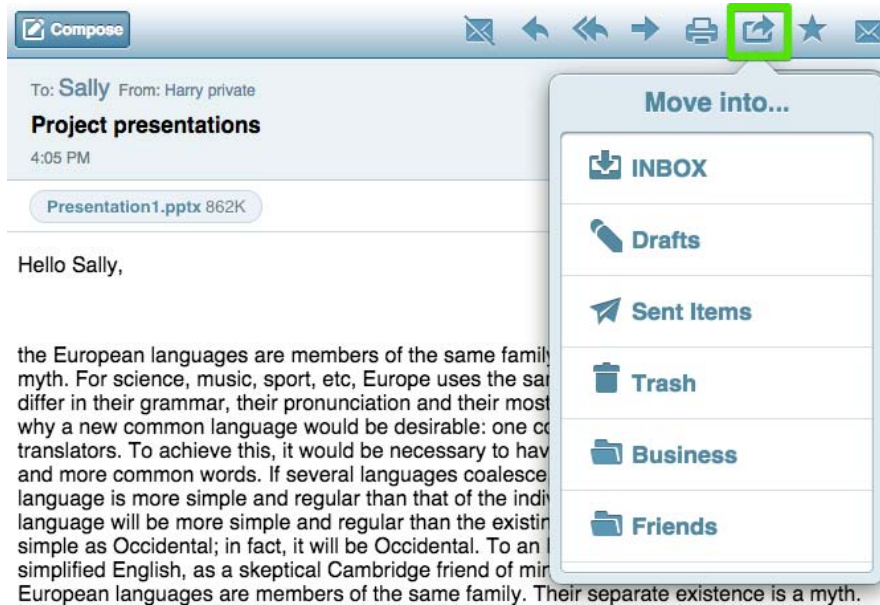 Compose
To: Sally From: Harry private
Project presentations
4:05 PM
Presentation1.pptx 862K
Move into...
INBOX
Drafts
Sent Items
Trash
Business
Friends
Hello Sally,
the European languages are members of the same family
myth. For science, music, sport, etc, Europe uses the
differ in their grammar, their pronunciation and their most
why a new common language would be desirable: one
translators. To achieve this, it would be necessary to
and more common words. If several languages coalesce
language is more simple and regular than that of the
language will be more simple and regular than the
simple as Occidental; in fact, it will be Occidental. To an
simplified English, as a skeptical Cambridge friend of
European languages are members of the same family. Their separate existence is a myth.